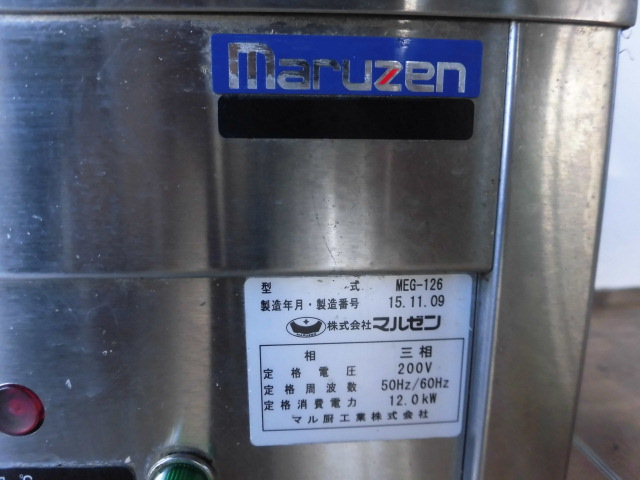 maruzen
型 式 MEG-126
製造年月・製造番号 15.11.09
株式会社マルゼン
相 三相
定格電圧 200V
定格周波数 50Hz/60Hz
定格消費電力 12.0kW
マル厨工業株式会社
℃